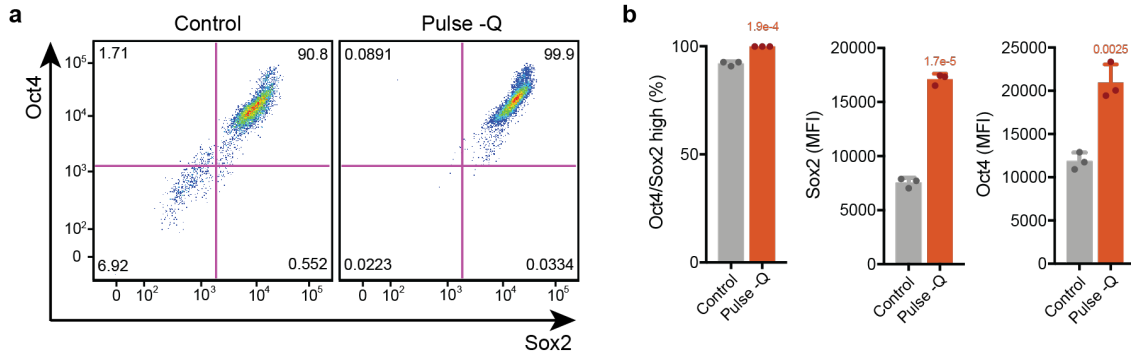 a
Control
Pulse -Q
Oct4
10⁵
10⁴
10³
10²
0
1.71
90.8
6.92
0.552
0.0891
99.9
0.0223
0.0334
0 10² 10³ 10⁴ 10⁵
0 10² 10³ 10⁴ 10⁵
Sox2
b
1.9e-4
Oct4/Sox2 high (%)
100
50
0
Control
Pulse -Q
1.7e-5
Sox2 (MFI)
20000
15000
10000
5000
0
Control
Pulse -Q
0.0025
Oct4 (MFI)
25000
20000
15000
10000
5000
0
Control
Pulse -Q